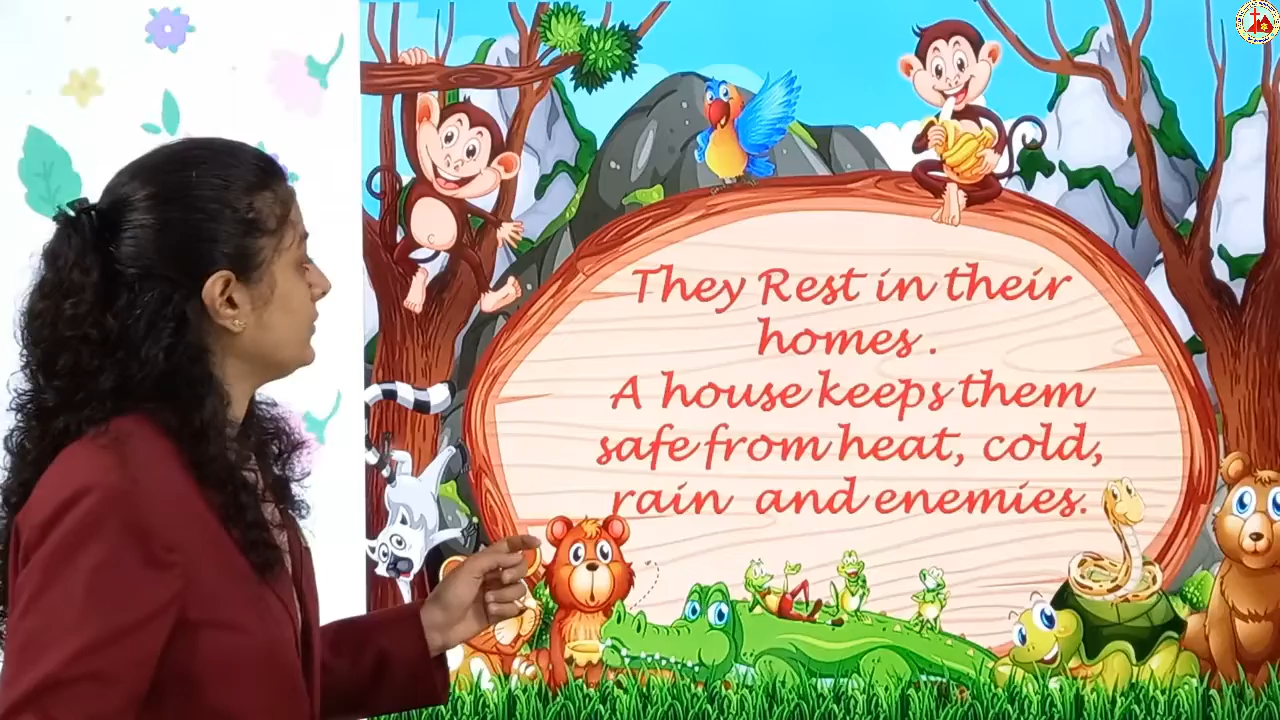 They Rest in their
homes .
A house keeps them
safe from heat, cold,
rain and enemies.